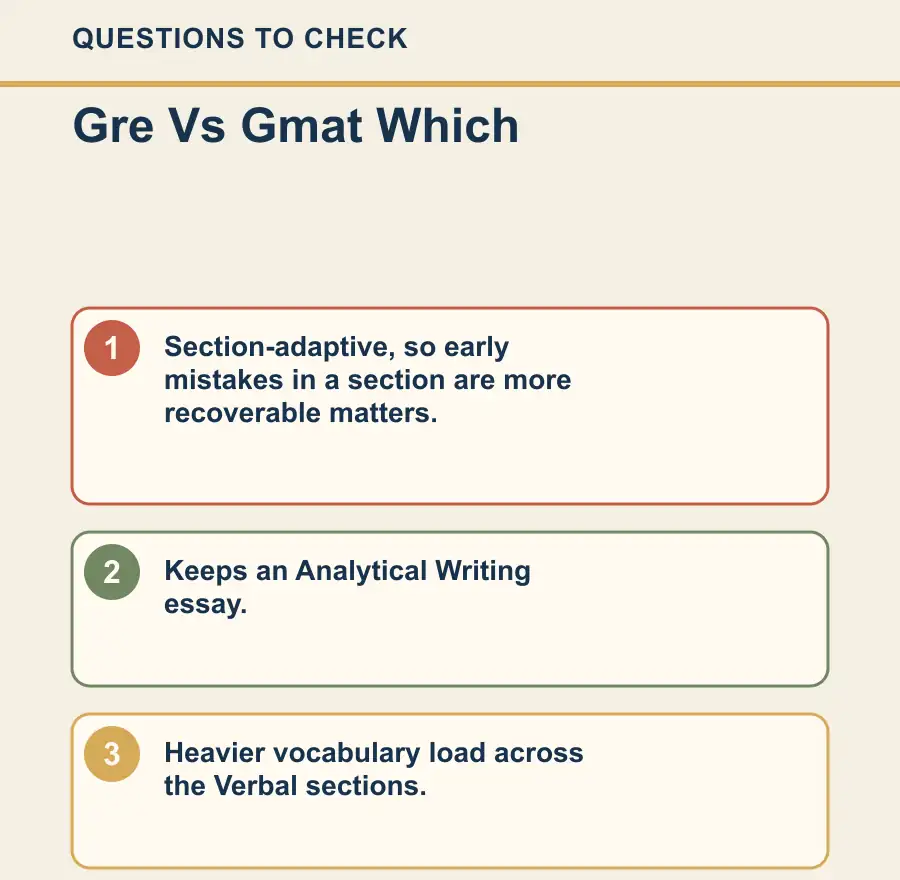 QUESTIONS TO CHECK
Gre Vs Gmat Which
1
Section-adaptive, so early
mistakes in a section are more
recoverable matters.
2
Keeps an Analytical Writing
essay.
3
Heavier vocabulary load across
the Verbal sections.